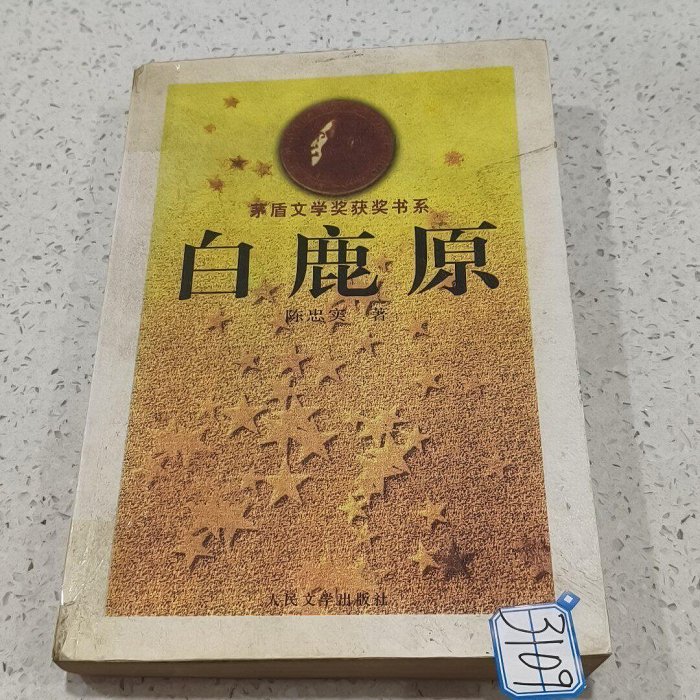 茅盾文学奖获奖书系
白鹿原
陈忠实 著
人民文学出版社
3109